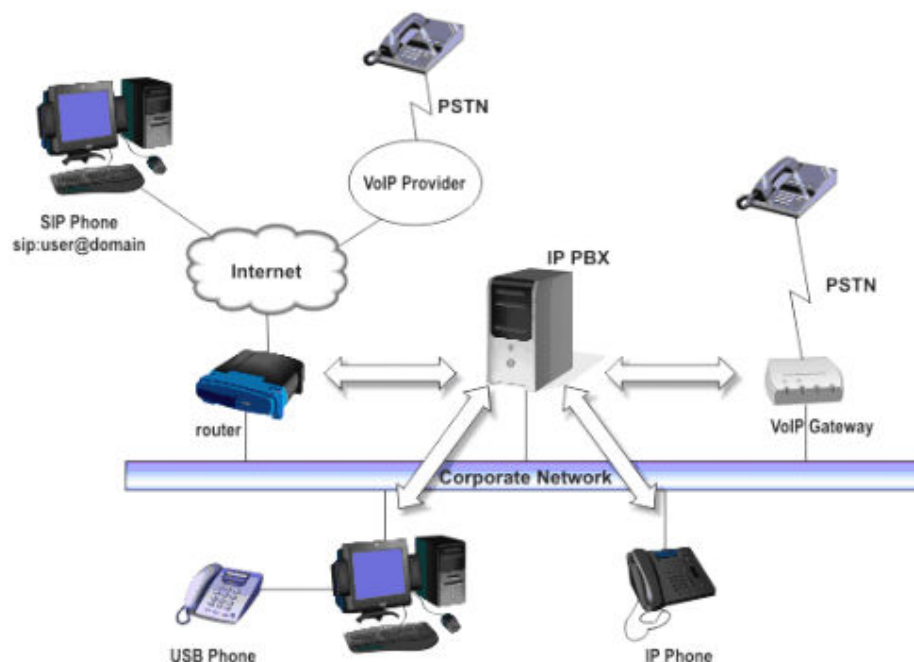 PSTN
VoIP Provider
SIP Phone
sip:user@domain
Internet
IP PBX
PSTN
router
VoIP Gateway
Corporate Network
USB Phone
IP Phone